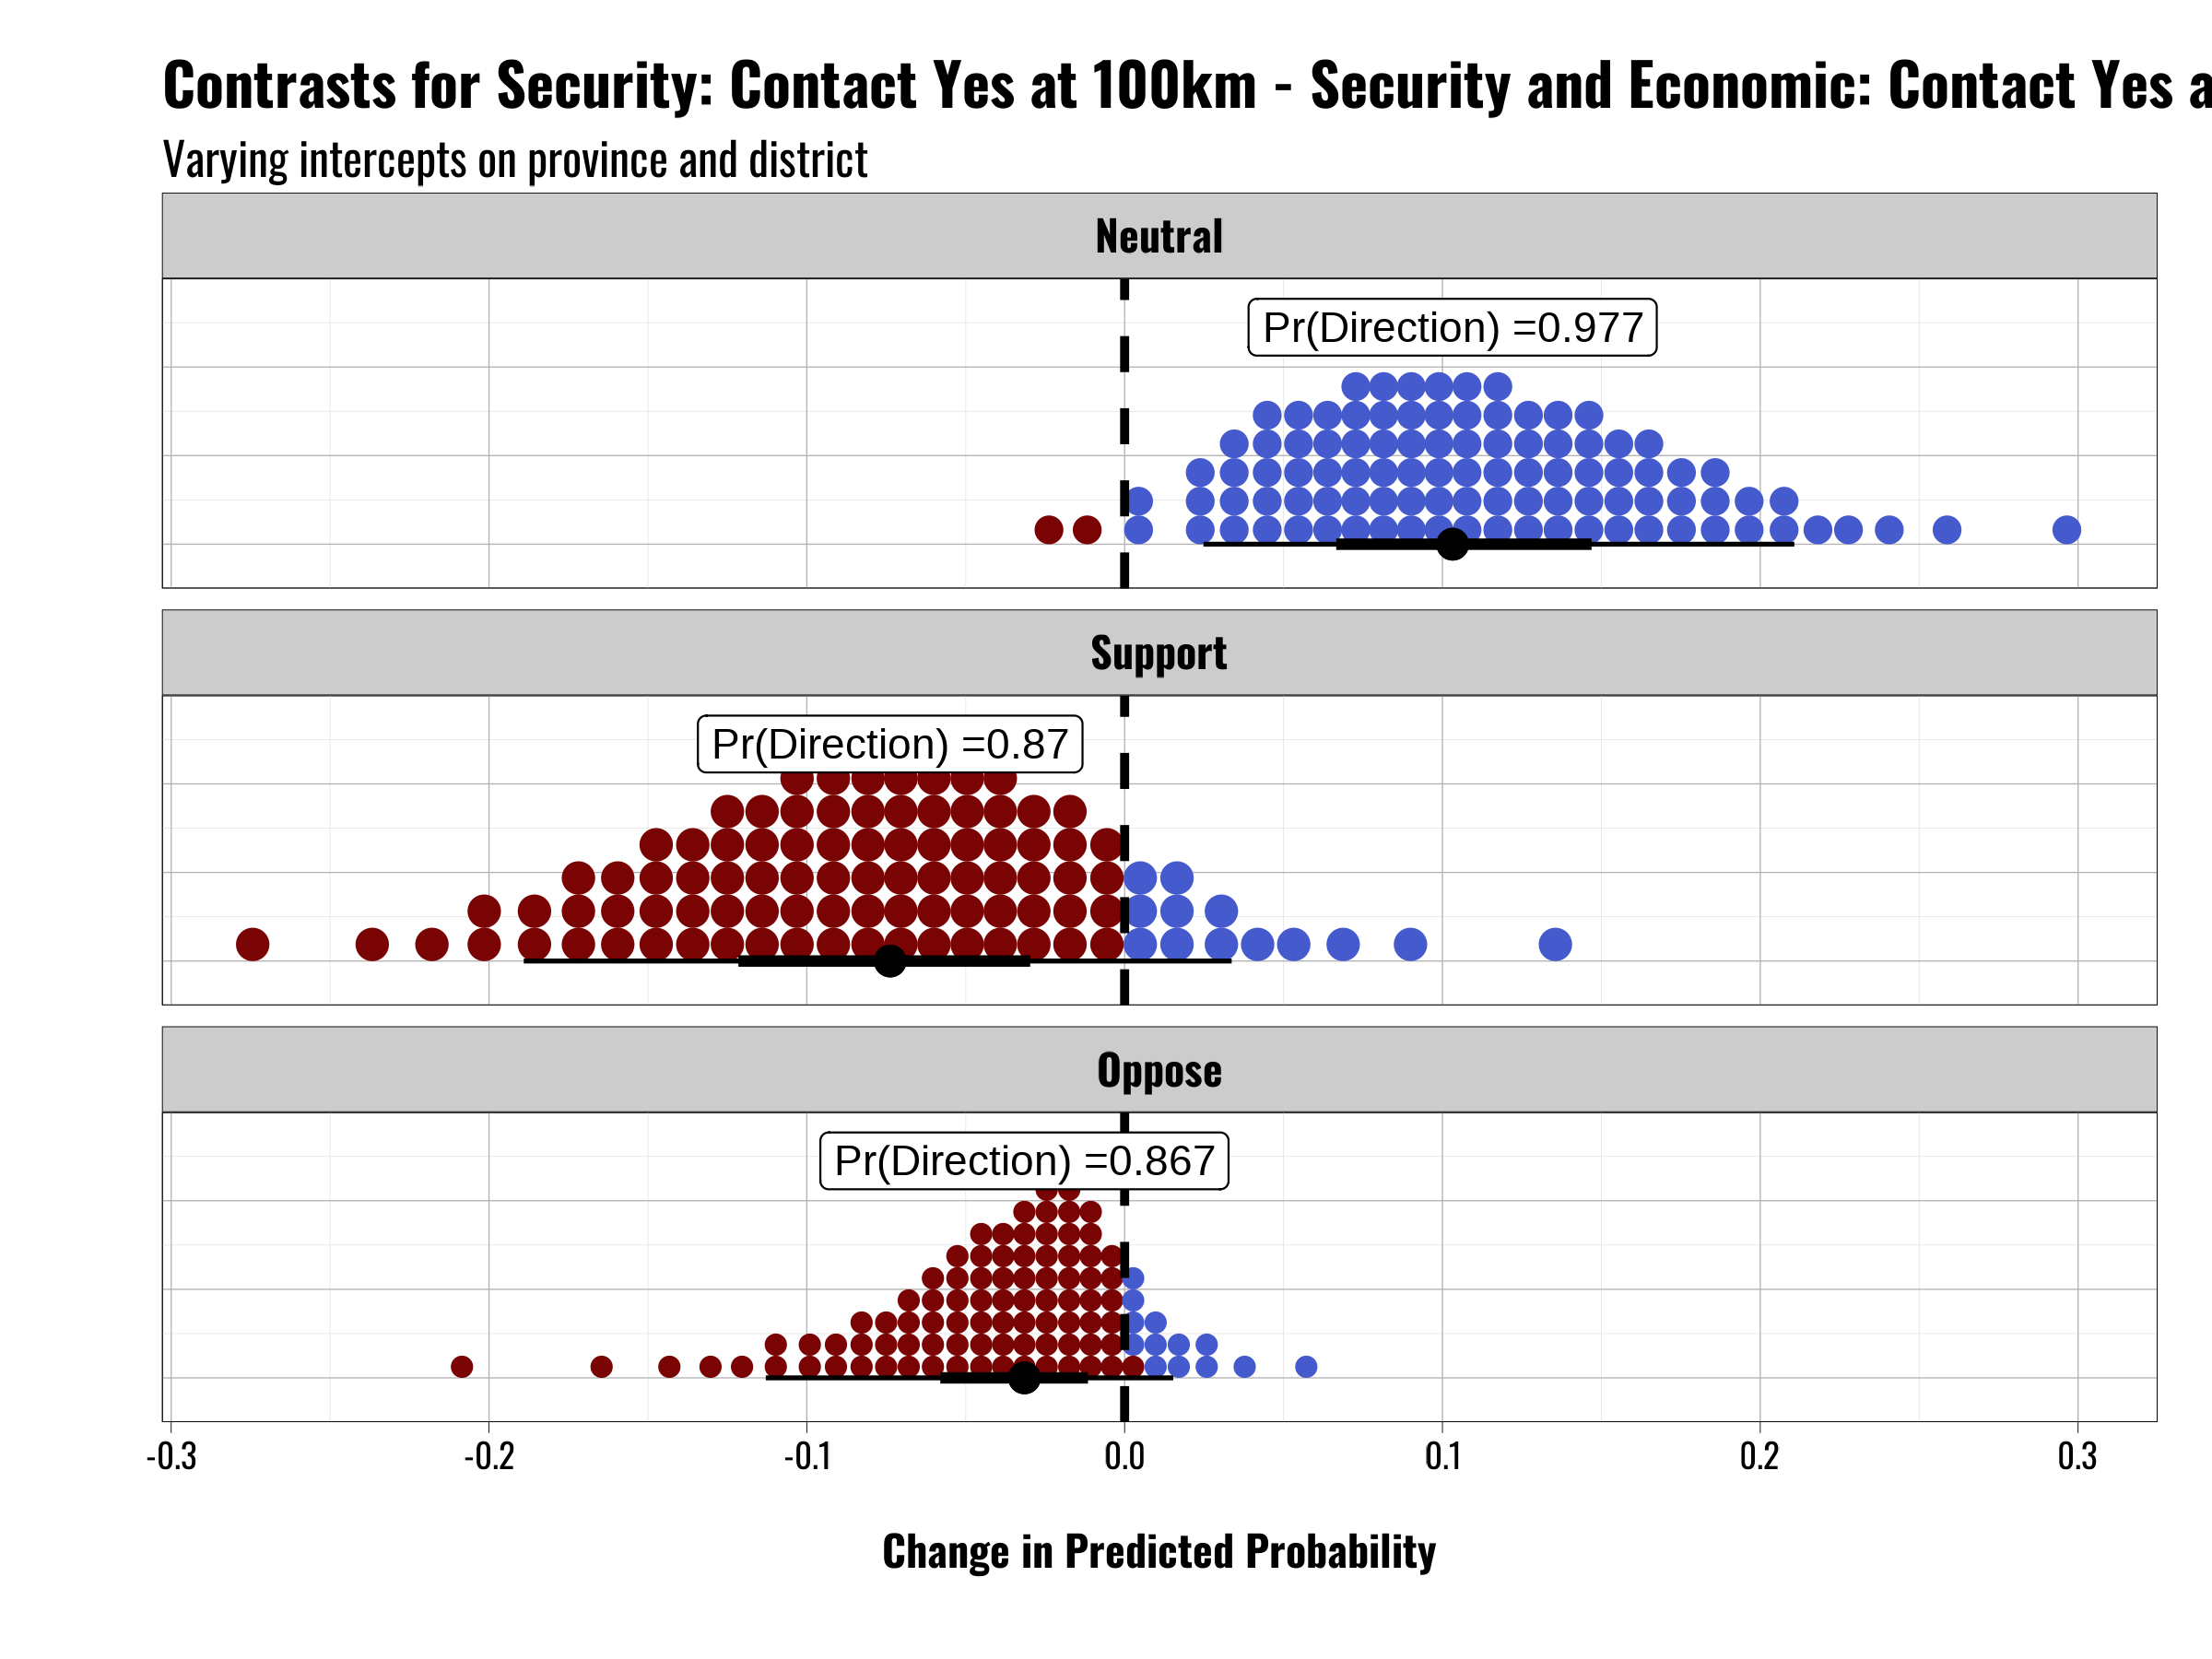 Contrasts for Security: Contact Yes at 100km - Security and Economic: Contact Yes a
Varying intercepts on province and district
Neutral
Pr(Direction) =0.977
Support
Pr(Direction) =0.87
Oppose
Pr(Direction) =0.867
-0.3 -0.2 -0.1 0.0 0.1 0.2 0.3
Change in Predicted Probability